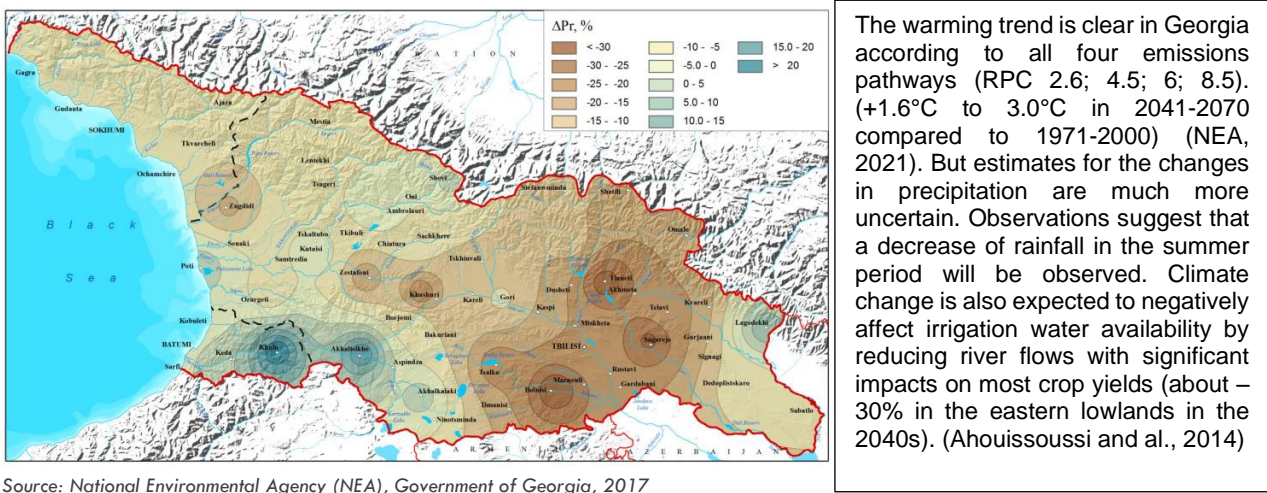 ΔPr, %
< -30
-30 - -25
-25 - -20
-20 - -15
-15 - -10
-10 - -5
-5.0 - 0
0 - 5
5.0 - 10
10.0 - 15
15.0 - 20
> 20
Gagra
Gudauta
SOKHUMI
Ajara
Mestia
Tkvarcheli
Lentekhi
Ochamchire
Tsageri
Shovi
Oni
Stefanwminda
Shatili
Ambrolauri
Omalo
Zugdidi
Black
Sea
Senaki
Tskaltubo
Kutaisi
Tkibuli
Chiatura
Sachkhere
Samtredia
Tskhinvali
Poti
Zestafoni
Tianeti
Akhmeta
Dusheti
Khashuri
Kareli
Gori
Kaspi
Telavi
Kvareli
Ozurgeti
Borjomi
Mtskheta
Lagodekhi
Kobuleti
Bakuriani
TBILISI
Sagarejo
Gurjaani
BATUMI
Keda
Khulo
Akhaltsikhe
Aspindza
Tsalka
Rustavi
Signagi
Sarfi
Akhalkalaki
Bolnisi
Marneuli
Gardabani
Dedoplistskaro
Dmanisi
Ninotsminda
Sabatlo
ARMENIA
AZERBAIJAN
Source: National Environmental Agency (NEA), Government of Georgia, 2017
The warming trend is clear in Georgia
according to all four emissions
pathways (RPC 2.6; 4.5; 6; 8.5).
(+1.6°C to 3.0°C in 2041-2070
compared to 1971-2000) (NEA,
2021). But estimates for the changes
in precipitation are much more
uncertain. Observations suggest that
a decrease of rainfall in the summer
period will be observed. Climate
change is also expected to negatively
affect irrigation water availability by
reducing river flows with significant
impacts on most crop yields (about –
30% in the eastern lowlands in the
2040s). (Ahouissoussi and al., 2014)